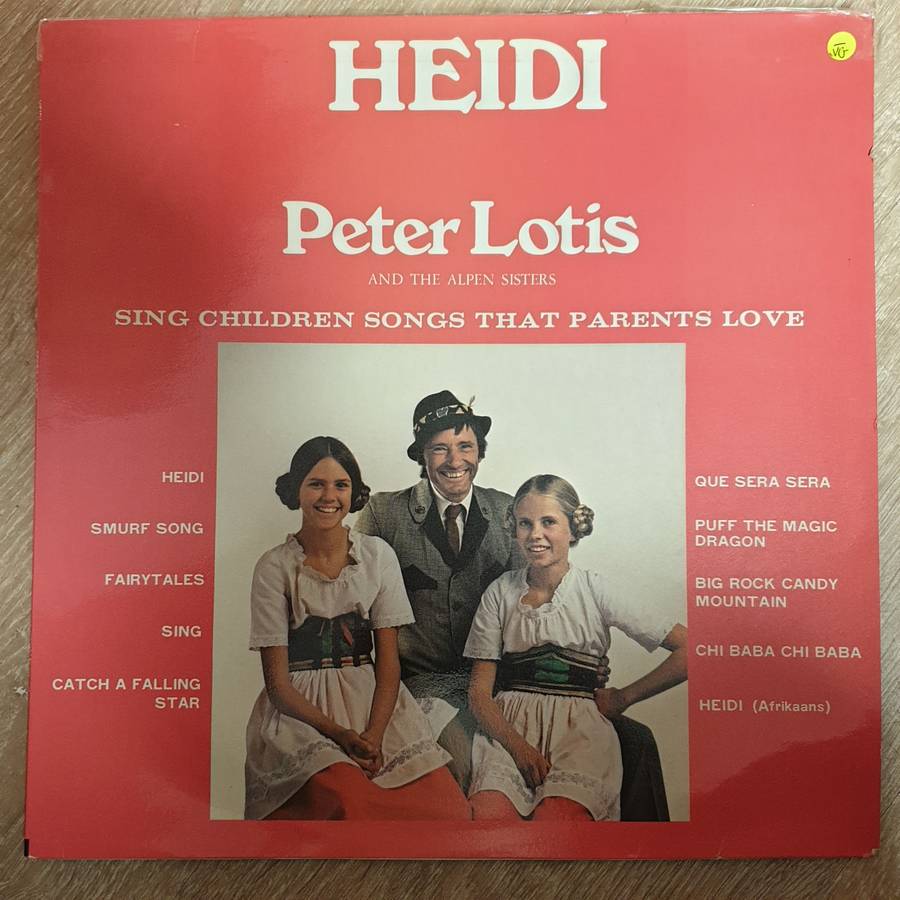 HEIDI
VG-
Peter Lotis
AND THE ALPEN SISTERS
SING CHILDREN SONGS THAT PARENTS LOVE
HEIDI
SMURF SONG
FAIRYTALES
SING
CATCH A FALLING
STAR
QUE SERA SERA
PUFF THE MAGIC
DRAGON
BIG ROCK CANDY
MOUNTAIN
CHI BABA CHI BABA
HEIDI (Afrikaans)